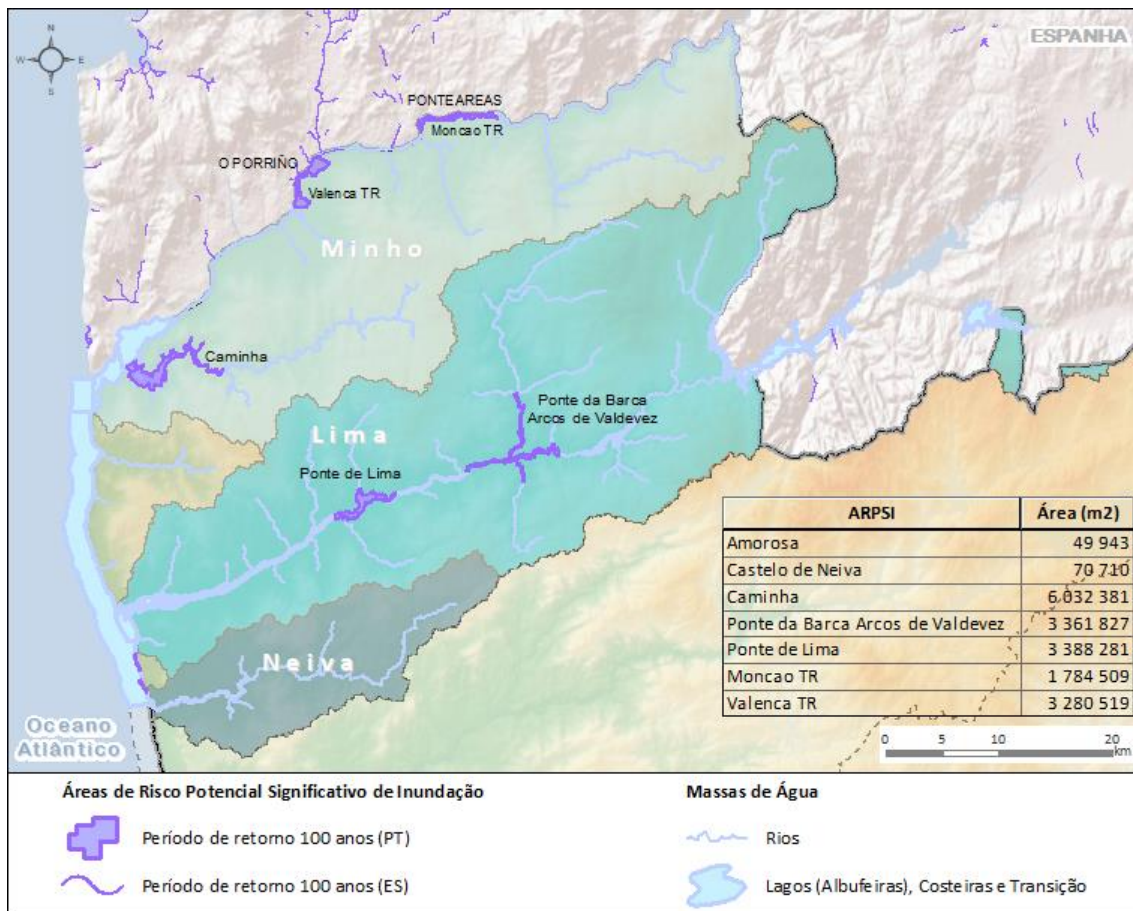 N
W
E
S
ESPANHA
PONTEAREAS
Moncao TR
O PORRIÑO
Valenca TR
Minho
Caminha
Ponte da Barca
Arcos de Valdevez
Lima
Ponte de Lima
Neiva
Oceano
Atlântico
ARPSI Área (m2)
Amorosa 49 943
Castelo de Neiva 70 710
Caminha 6 032 381
Ponte da Barca Arcos de Valdevez 3 361 827
Ponte de Lima 3 388 281
Moncao TR 1 784 509
Valenca TR 3 280 519
0 5 10 20
km
Áreas de Risco Potencial Significativo de Inundação
Período de retorno 100 anos (PT)
Período de retorno 100 anos (ES)
Massas de Água
Rios
Lagos (Albufeiras), Costeiras e Transição